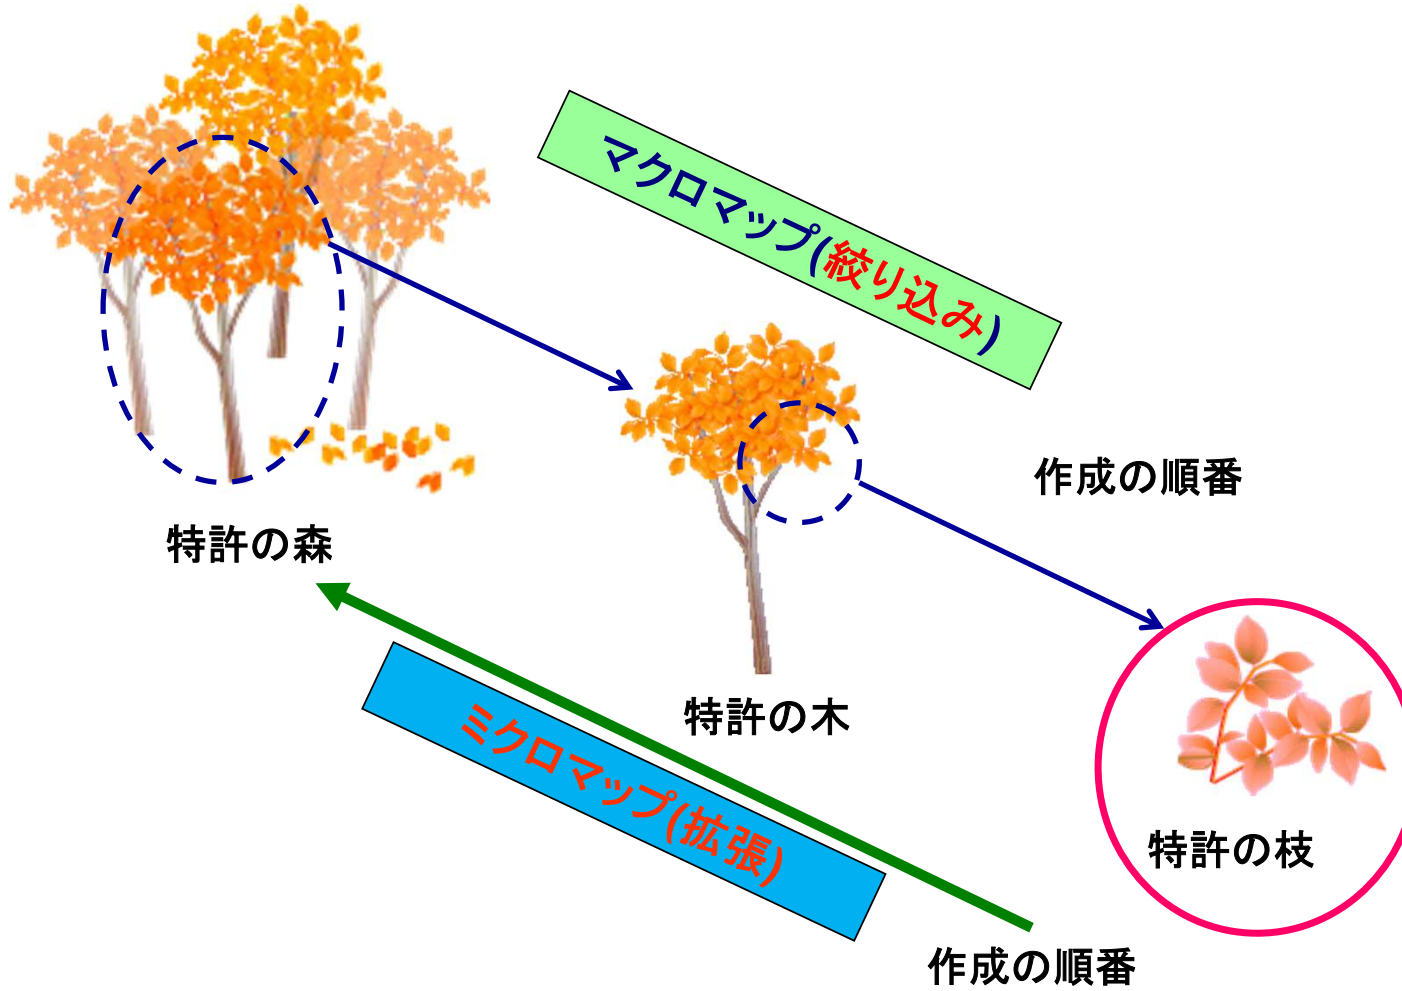 マクロマップ(絞り込み)
作成の順番
特許の森
特許の木
ミクロマップ(拡張)
特許の枝
作成の順番